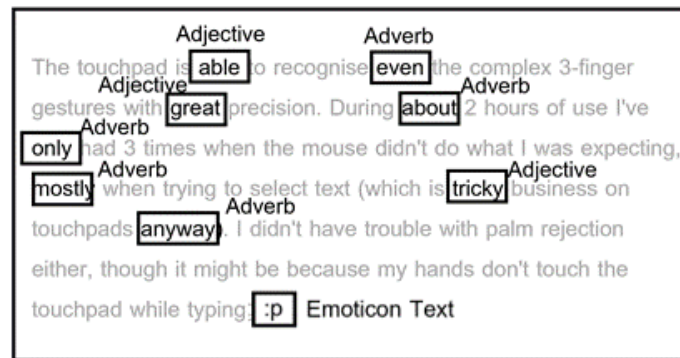 Adjective Adverb
The touchpad is able to recognise even the complex 3-finger
Adjective Adverb
gestures with great precision. During about 2 hours of use I've
Adverb
only had 3 times when the mouse didn't do what I was expecting,
Adverb Adjective
mostly when trying to select text (which is tricky business on
Adverb
touchpads anyway). I didn't have trouble with palm rejection
either, though it might be because my hands don't touch the
touchpad while typing; :p Emoticon Text